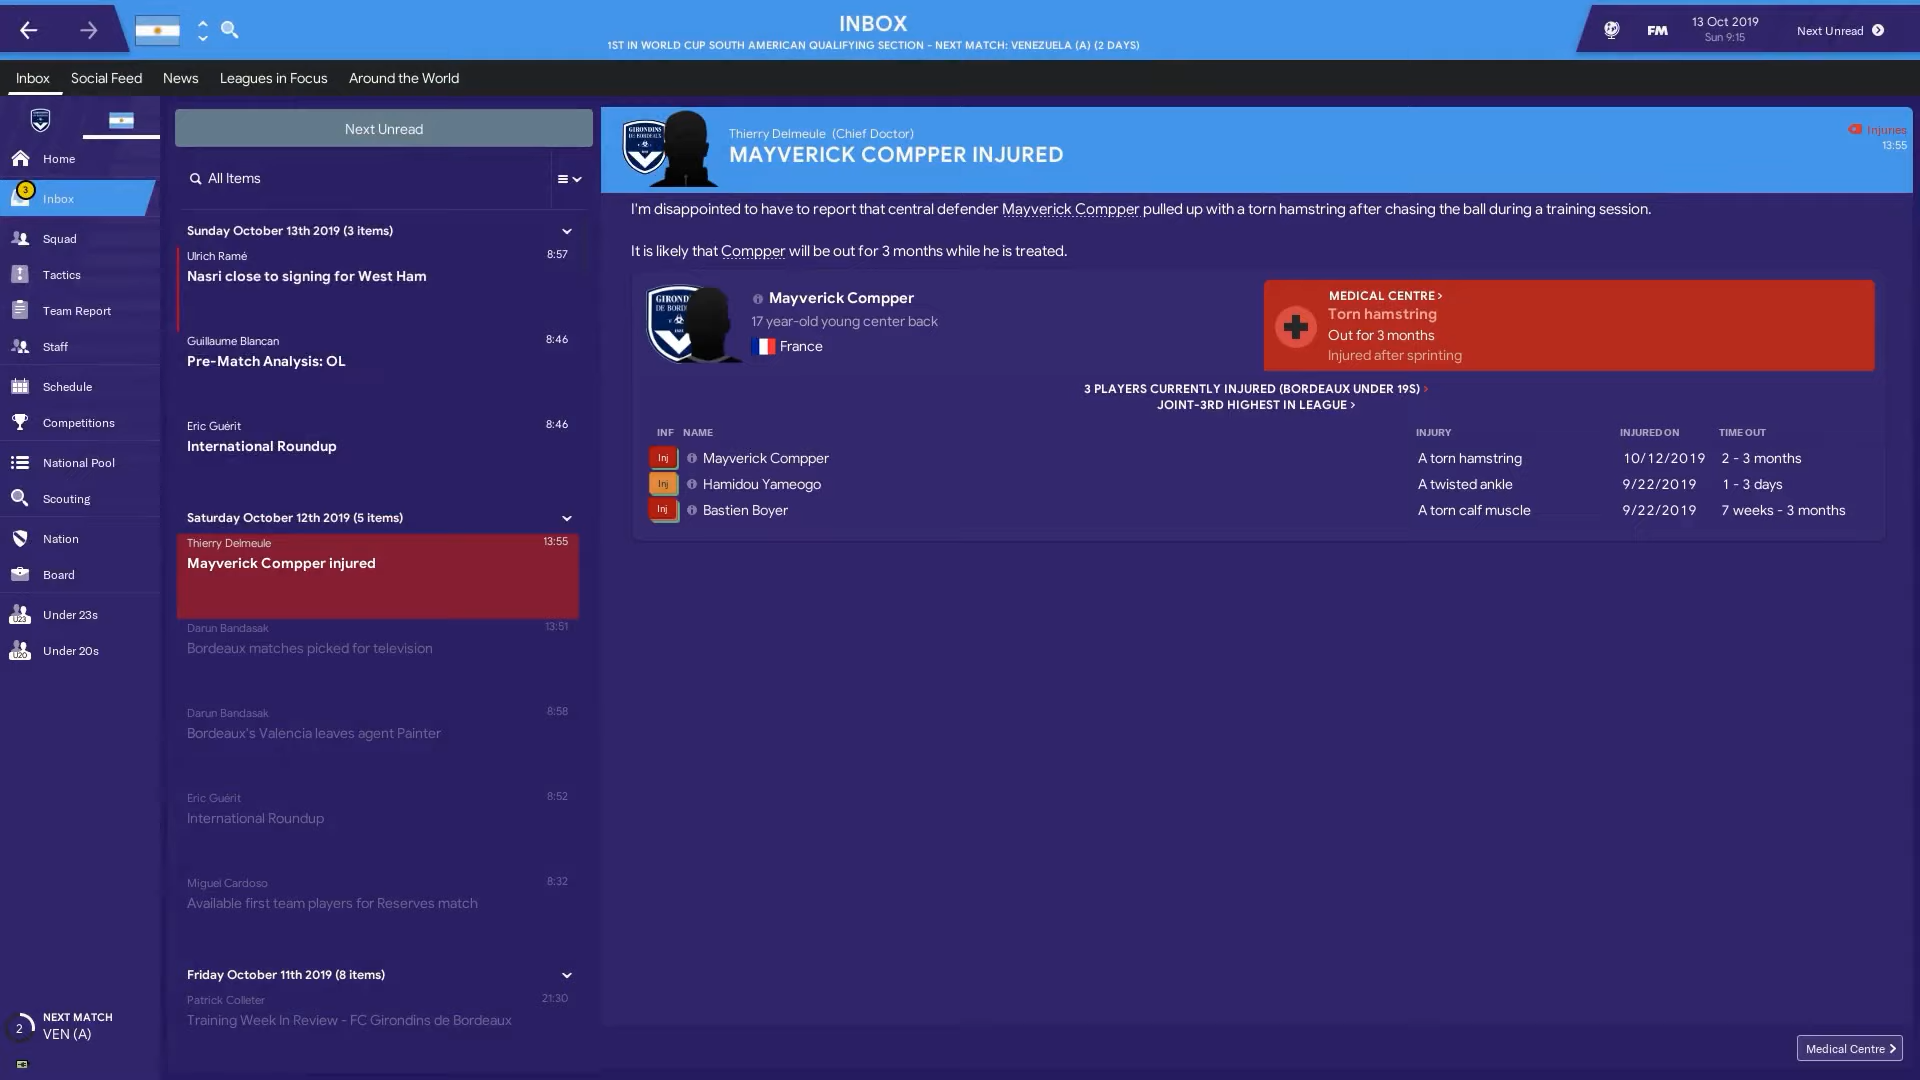 INBOX
1ST IN WORLD CUP SOUTH AMERICAN QUALIFYING SECTION - NEXT MATCH: VENEZUELA (A) (2 DAYS)
FM
13 Oct 2019
Sun 9:15
Next Unread
Inbox
Social Feed
News
Leagues in Focus
Around the World
Home
3
Inbox
Squad
Tactics
Team Report
Staff
Schedule
Competitions
National Pool
Scouting
Nation
Board
U23
Under 23s
U20
Under 20s
2
NEXT MATCH
VEN (A)
Next Unread
All Items
Sunday October 13th 2019 (3 items)
Ulrich Ramé
8:57
Nasri close to signing for West Ham
Guillaume Blancan
8:46
Pre-Match Analysis: OL
Eric Guérit
8:46
International Roundup
Saturday October 12th 2019 (5 items)
Thierry Delmeule
13:55
Mayverick Compper injured
Darun Bandasak
13:51
Bordeaux matches picked for television
Darun Bandasak
8:58
Bordeaux's Valencia leaves agent Painter
Eric Guérit
8:52
International Roundup
Miguel Cardoso
8:32
Available first team players for Reserves match
Friday October 11th 2019 (8 items)
Patrick Colleter
21:30
Training Week In Review - FC Girondins de Bordeaux
GIRONDINS
DE BORDEAUX
Thierry Delmeule (Chief Doctor)
MAYVERICK COMPPER INJURED
Injuries
13:55
I'm disappointed to have to report that central defender Mayverick Compper pulled up with a torn hamstring after chasing the ball during a training session.
It is likely that Compper will be out for 3 months while he is treated.
GIROND
DE BORD
Mayverick Compper
17 year-old young center back
France
MEDICAL CENTRE >
Torn hamstring
Out for 3 months
Injured after sprinting
3 PLAYERS CURRENTLY INJURED (BORDEAUX UNDER 19S) >
JOINT-3RD HIGHEST IN LEAGUE >
INF NAME INJURY INJURED ON TIME OUT
Inj Mayverick Compper A torn hamstring 10/12/2019 2 - 3 months
Inj Hamidou Yameogo A twisted ankle 9/22/2019 1 - 3 days
Inj Bastien Boyer A torn calf muscle 9/22/2019 7 weeks - 3 months
Medical Centre >